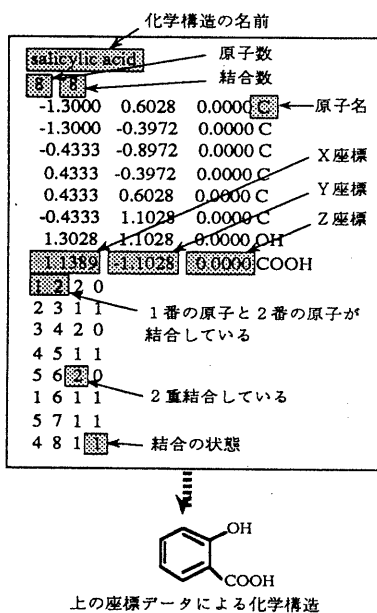 化学構造の名前
salicylic acid
原子数
8 8
結合数
-1.3000 0.6028 0.0000 C
原子名
-1.3000 -0.3972 0.0000 C
-0.4333 -0.8972 0.0000 C
X座標
0.4333 -0.3972 0.0000 C
Y座標
0.4333 0.6028 0.0000 C
-0.4333 1.1028 0.0000 C
Z座標
1.3028 1.1028 0.0000 OH
1.1389 -1.1028 0.0000 COOH
1 2 2 0
2 3 1 1
1番の原子と2番の原子が
3 4 2 0
結合している
4 5 1 1
5 6 2 0
2重結合している
1 6 1 1
5 7 1 1
4 8 1 1
結合の状態
OH
COOH
上の座標データによる化学構造